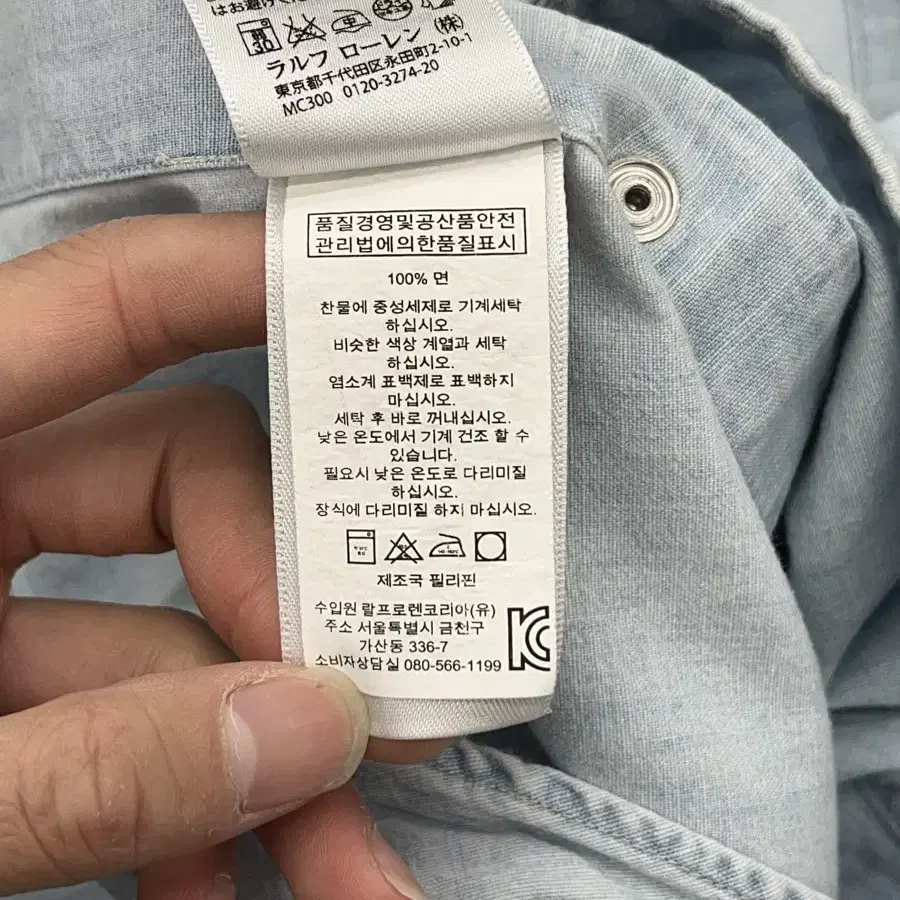 はお避けくだ
30
ラルフ ローレン (株)
東京都千代田区永田町2-10-1
MC300 0120-3274-20
품질경영및공산품안전
관리법에의한품질표시
100% 면
찬물에 중성세제로 기계세탁
하십시오.
비슷한 색상 계열과 세탁
하십시오.
염소계 표백제로 표백하지
마십시오.
세탁 후 바로 꺼내십시오.
낮은 온도에서 기계 건조 할 수
있습니다.
필요시 낮은 온도로 다리미질
하십시오.
장식에 다리미질 하지 마십시오.
제조국 필리핀
수입원 랄프로렌코리아(유)
주소 서울특별시 금천구
가산동 336-7
소비자상담실 080-566-1199
KC